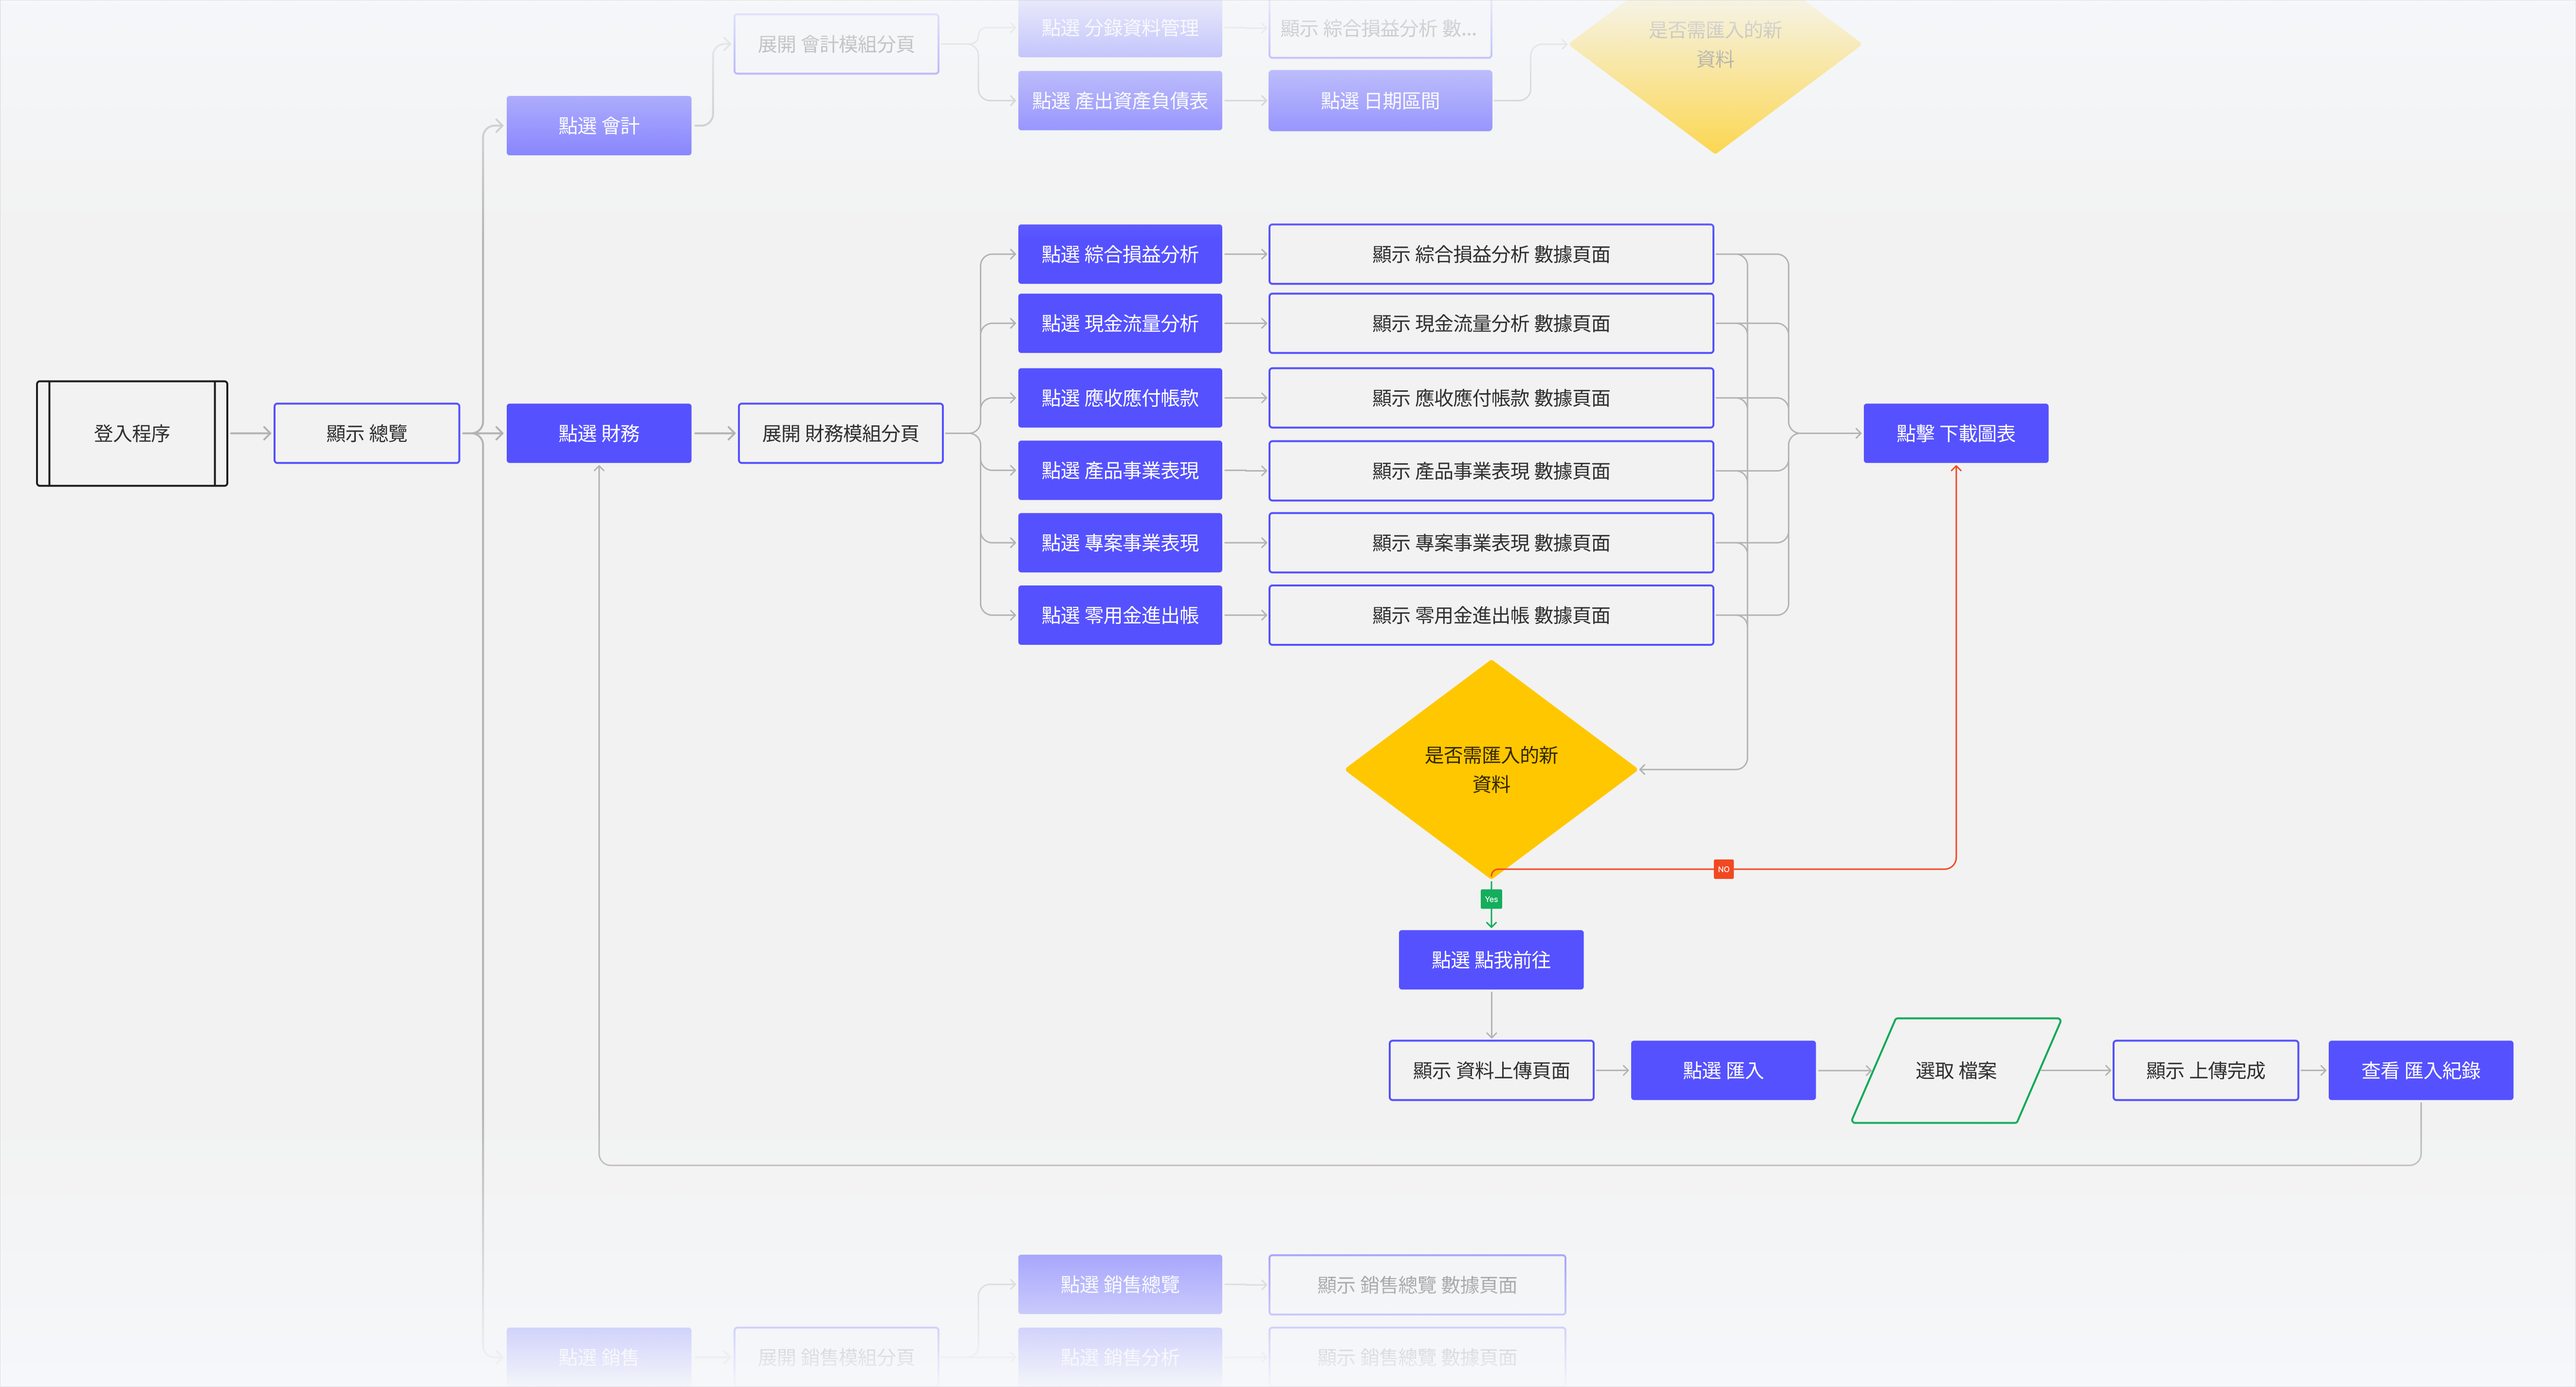 點選 分錄資料管理
顯示 綜合損益分析 數...
是否需匯入的新
資料
展開 會計模組分頁
點選 產出資產負債表
點選 日期區間
點選 會計
點選 綜合損益分析
顯示 綜合損益分析 數據頁面
點選 現金流量分析
顯示 現金流量分析 數據頁面
點選 應收應付帳款
顯示 應收應付帳款 數據頁面
登入程序
顯示 總覽
點選 財務
展開 財務模組分頁
點擊 下載圖表
點選 產品事業表現
顯示 產品事業表現 數據頁面
點選 專案事業表現
顯示 專案事業表現 數據頁面
點選 零用金進出帳
顯示 零用金進出帳 數據頁面
是否需匯入的新
資料
NO
Yes
點選 點我前往
顯示 資料上傳頁面
點選 匯入
選取 檔案
顯示 上傳完成
查看 匯入紀錄
點選 銷售總覽
顯示 銷售總覽 數據頁面
點選 銷售
展開 銷售模組分頁
點選 銷售分析
顯示 銷售總覽 數據頁面